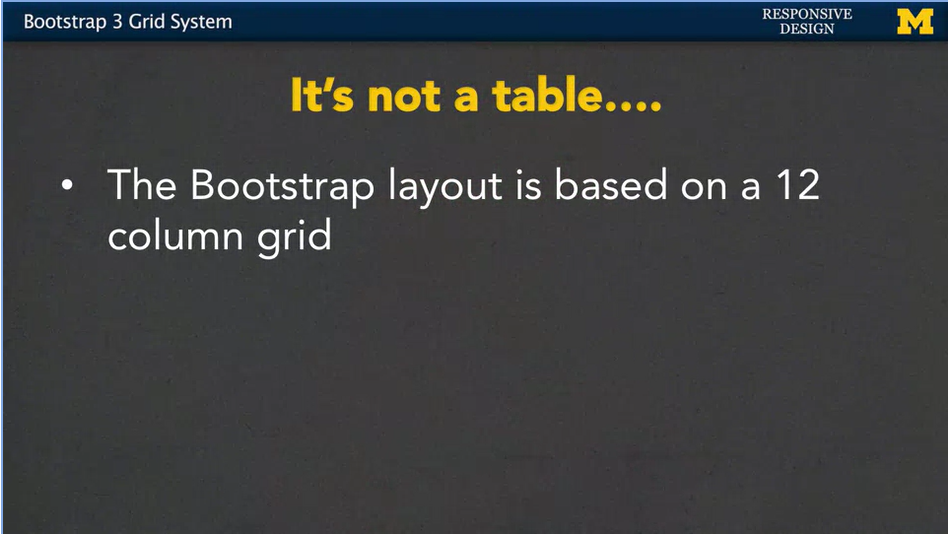 Bootstrap 3 Grid System
RESPONSIVE
DESIGN
M
It's not a table....
• The Bootstrap layout is based on a 12
column grid